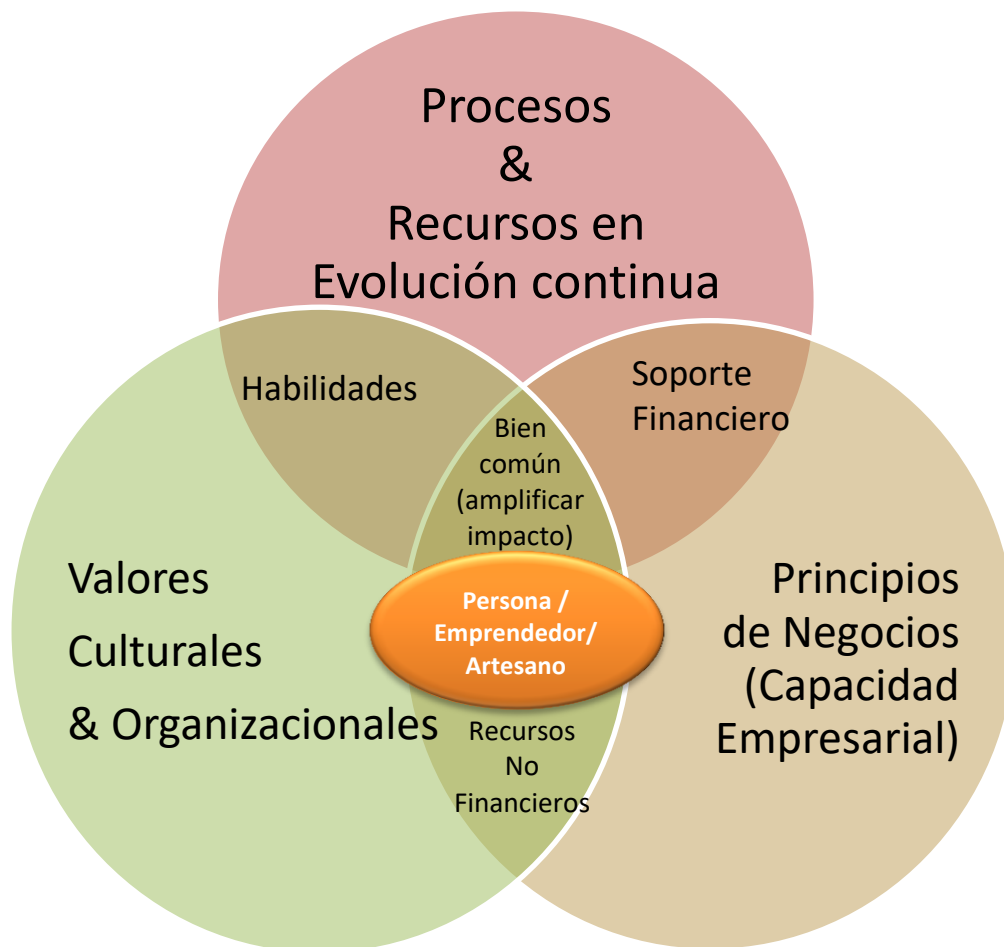 Procesos
&
Recursos en
Evolución continua
Habilidades
Soporte
Financiero
Bien
común
(amplificar
impacto)
Valores
Culturales
& Organizacionales
Persona /
Emprendedor/
Artesano
Principios
de Negocios
(Capacidad
Empresarial)
Recursos
No
Financieros